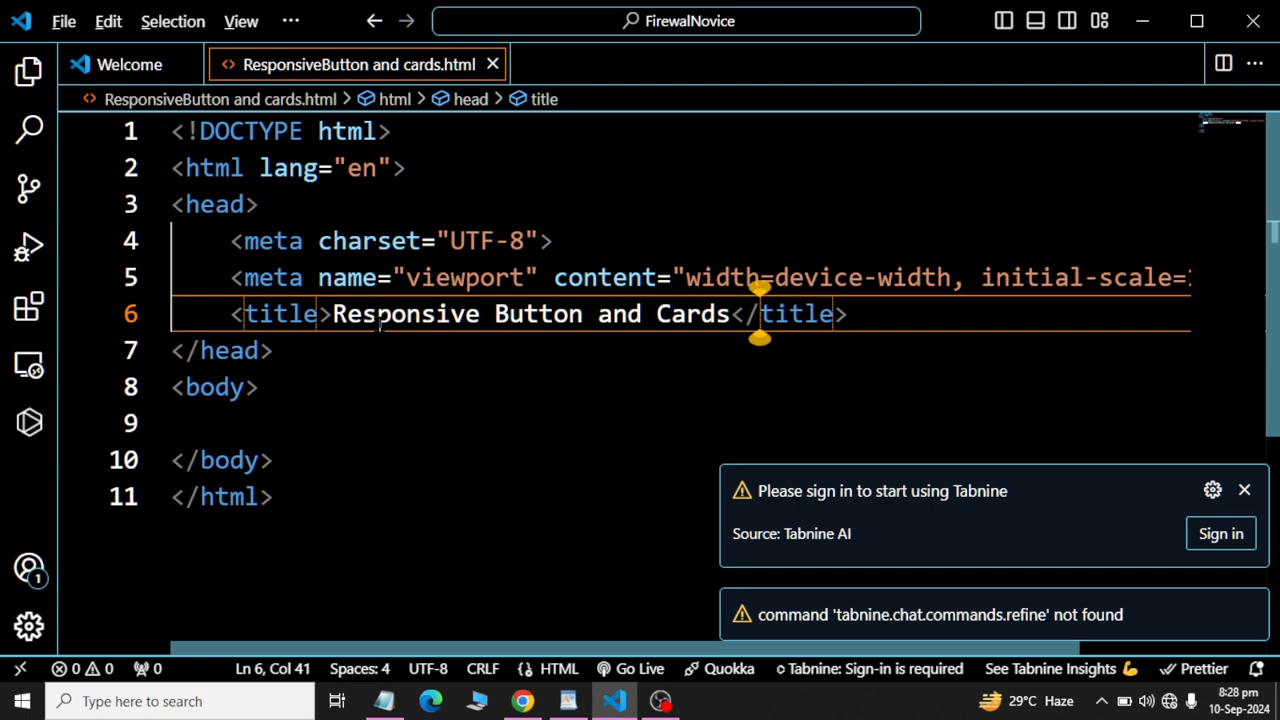 File Edit Selection View ··· FirewalNovice
Welcome ResponsiveButton and cards.html
ResponsiveButton and cards.html > html > head > title
1 <!DOCTYPE html>
2 <html lang="en">
3 <head>
4 <meta charset="UTF-8">
5 <meta name="viewport" content="width=device-width, initial-scale=
6 <title>Responsive Button and Cards</title>
7 </head>
8 <body>
9
10 </body>
11 </html>
Please sign in to start using Tabnine
Source: Tabnine AI Sign in
command 'tabnine.chat.commands.refine' not found
1
0 0 0 Ln 6, Col 41 Spaces: 4 UTF-8 CRLF HTML Go Live Quokka Tabnine: Sign-in is required See Tabnine Insights Prettier
Type here to search 29°C Haze 8:28 pm
10-Sep-2024